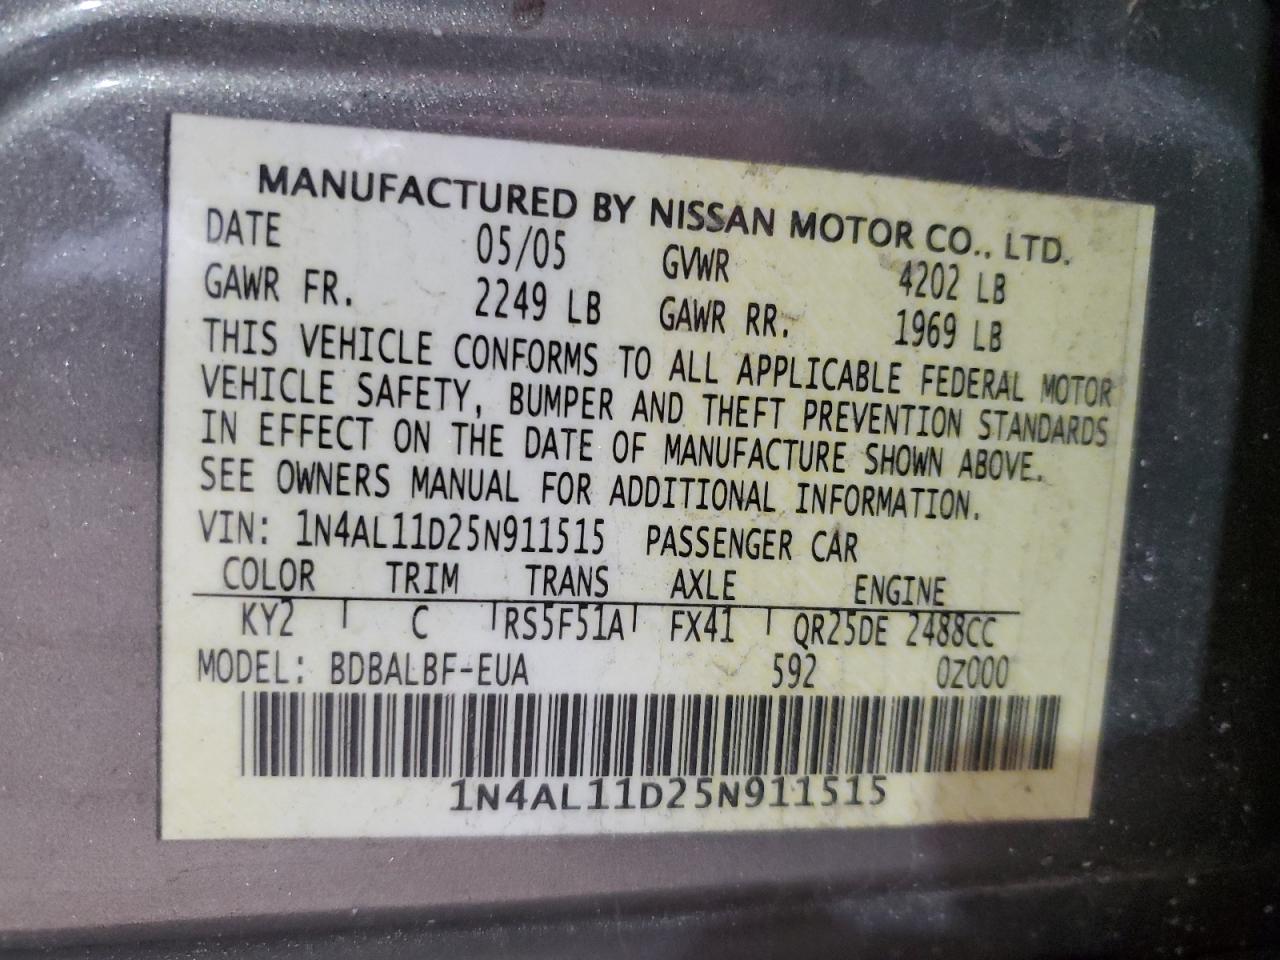 MANUFACTURED BY NISSAN MOTOR CO., LTD.
DATE 05/05 GVWR 4202 LB
GAWR FR. 2249 LB GAWR RR. 1969 LB
THIS VEHICLE CONFORMS TO ALL APPLICABLE FEDERAL MOTOR
VEHICLE SAFETY, BUMPER AND THEFT PREVENTION STANDARDS
IN EFFECT ON THE DATE OF MANUFACTURE SHOWN ABOVE.
SEE OWNERS MANUAL FOR ADDITIONAL INFORMATION.
VIN: 1N4AL11D25N911515 PASSENGER CAR
COLOR TRIM TRANS AXLE ENGINE
KY2 C RS5F51A FX41 QR25DE 2488CC
MODEL: BDBALBF-EUA 592 0Z000
1N4AL11D25N911515